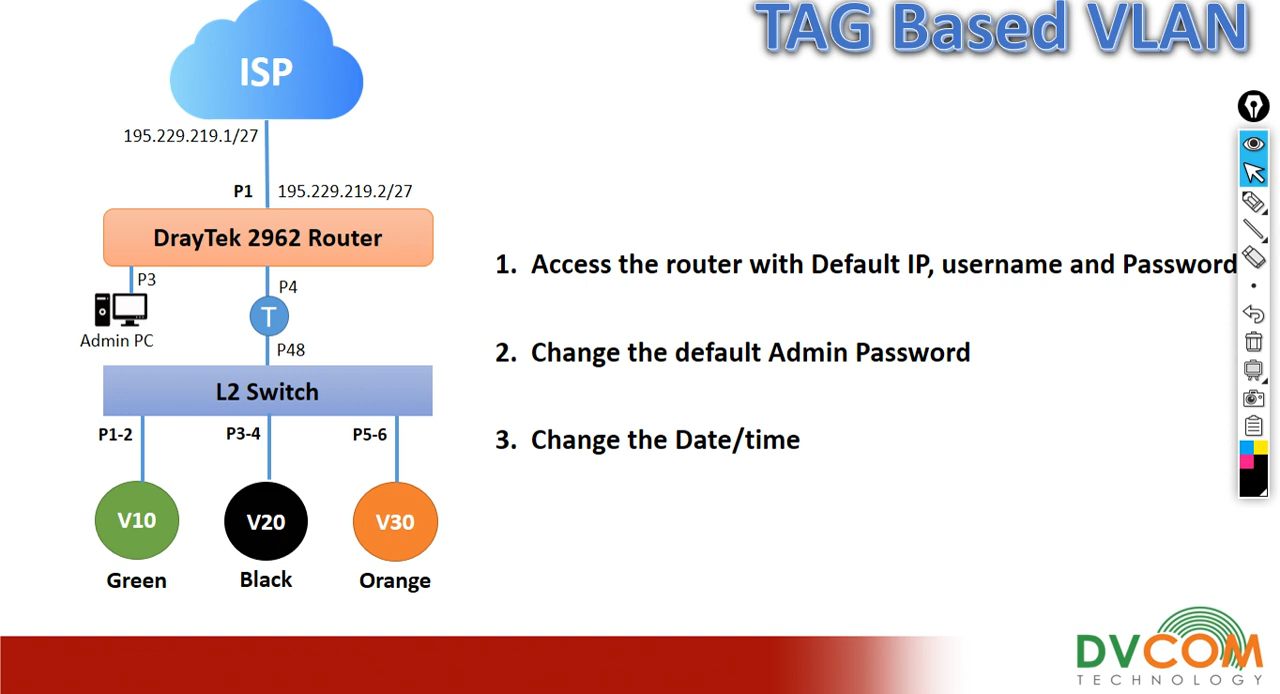 TAG Based VLAN
ISP
195.229.219.1/27
P1 195.229.219.2/27
DrayTek 2962 Router
P3
P4
T
Admin PC
P48
L2 Switch
P1-2 P3-4 P5-6
V10 V20 V30
Green Black Orange
1. Access the router with Default IP, username and Password
2. Change the default Admin Password
3. Change the Date/time
DVCOM
TECHNOLOGY